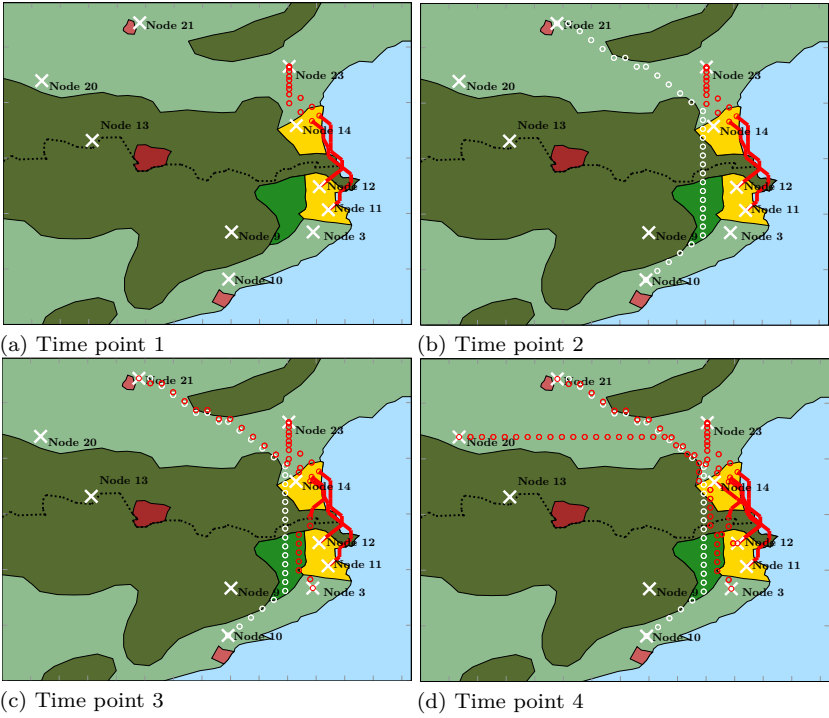 Node 21
Node 23
Node 20
Node 13
Node 14
Node 12
Node 11
Node 9
Node 3
Node 10
Node 21
Node 23
Node 20
Node 13
Node 14
Node 12
Node 11
Node 9
Node 3
Node 10
(a) Time point 1
(b) Time point 2
Node 21
Node 23
Node 20
Node 13
Node 14
Node 12
Node 11
Node 9
Node 3
Node 10
Node 21
Node 23
Node 20
Node 13
Node 14
Node 12
Node 11
Node 9
Node 3
Node 10
(c) Time point 3
(d) Time point 4